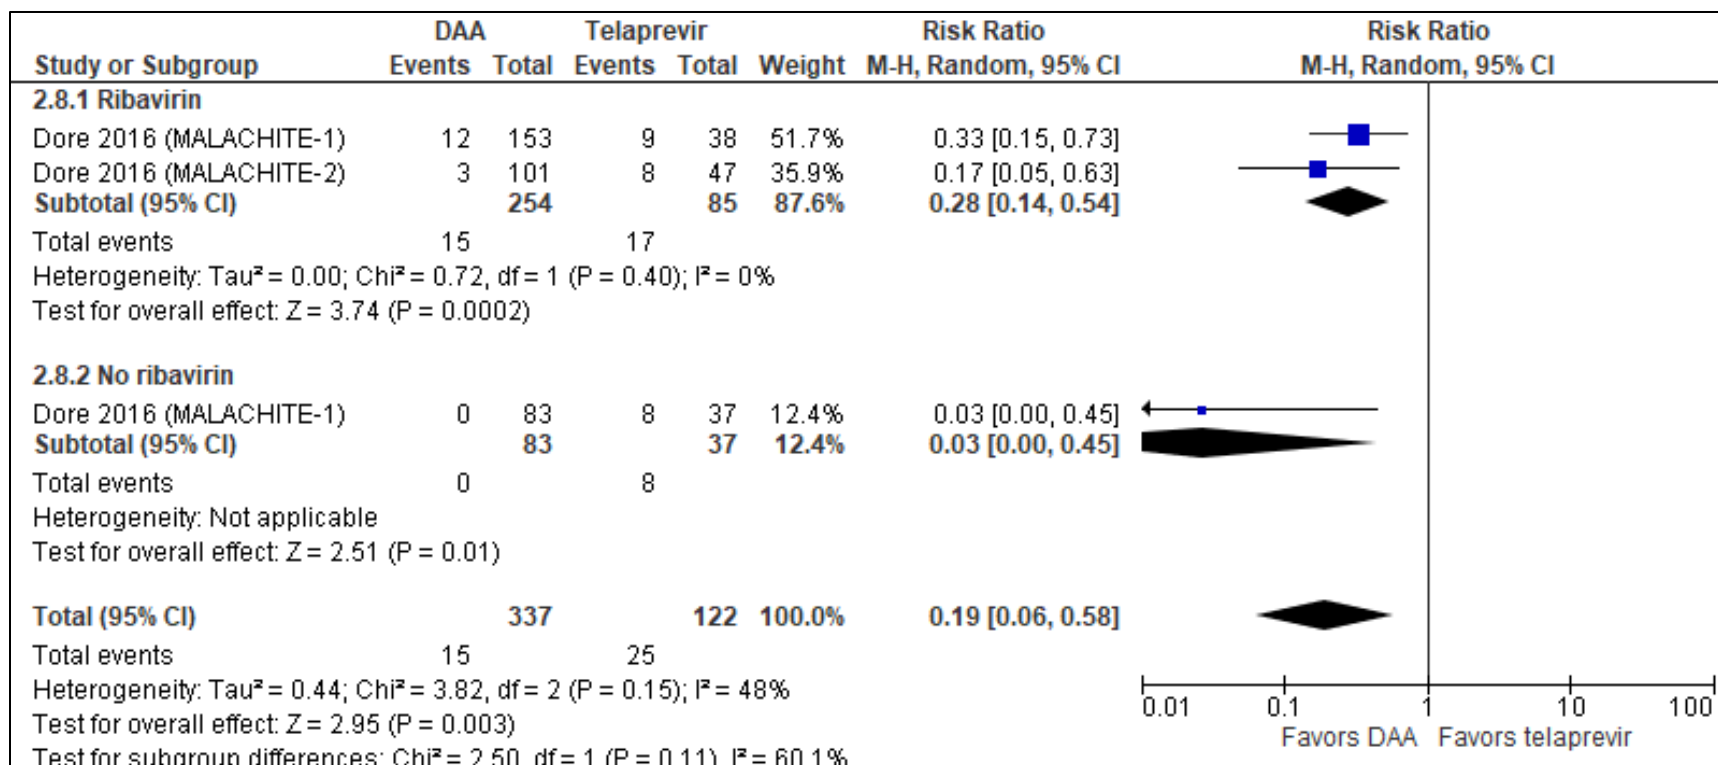 DAA Telaprevir Risk Ratio Risk Ratio
Study or Subgroup Events Total Events Total Weight M-H, Random, 95% CI M-H, Random, 95% CI
2.8.1 Ribavirin
Dore 2016 (MALACHITE-1) 12 153 9 38 51.7% 0.33 [0.15, 0.73]
Dore 2016 (MALACHITE-2) 3 101 8 47 35.9% 0.17 [0.05, 0.63]
Subtotal (95% CI) 254 85 87.6% 0.28 [0.14, 0.54]
Total events 15 17
Heterogeneity: Tau² = 0.00; Chi² = 0.72, df = 1 (P = 0.40); I² = 0%
Test for overall effect: Z = 3.74 (P = 0.0002)
2.8.2 No ribavirin
Dore 2016 (MALACHITE-1) 0 83 8 37 12.4% 0.03 [0.00, 0.45]
Subtotal (95% CI) 83 37 12.4% 0.03 [0.00, 0.45]
Total events 0 8
Heterogeneity: Not applicable
Test for overall effect: Z = 2.51 (P = 0.01)
Total (95% CI) 337 122 100.0% 0.19 [0.06, 0.58]
Total events 15 25
Heterogeneity: Tau² = 0.44; Chi² = 3.82, df = 2 (P = 0.15); I² = 48%
Test for overall effect: Z = 2.95 (P = 0.003)
Test for subgroup differences: Chi² = 2.50, df = 1 (P = 0.11), I² = 60.1%
0.01 0.1 1 10 100
Favors DAA Favors telaprevir